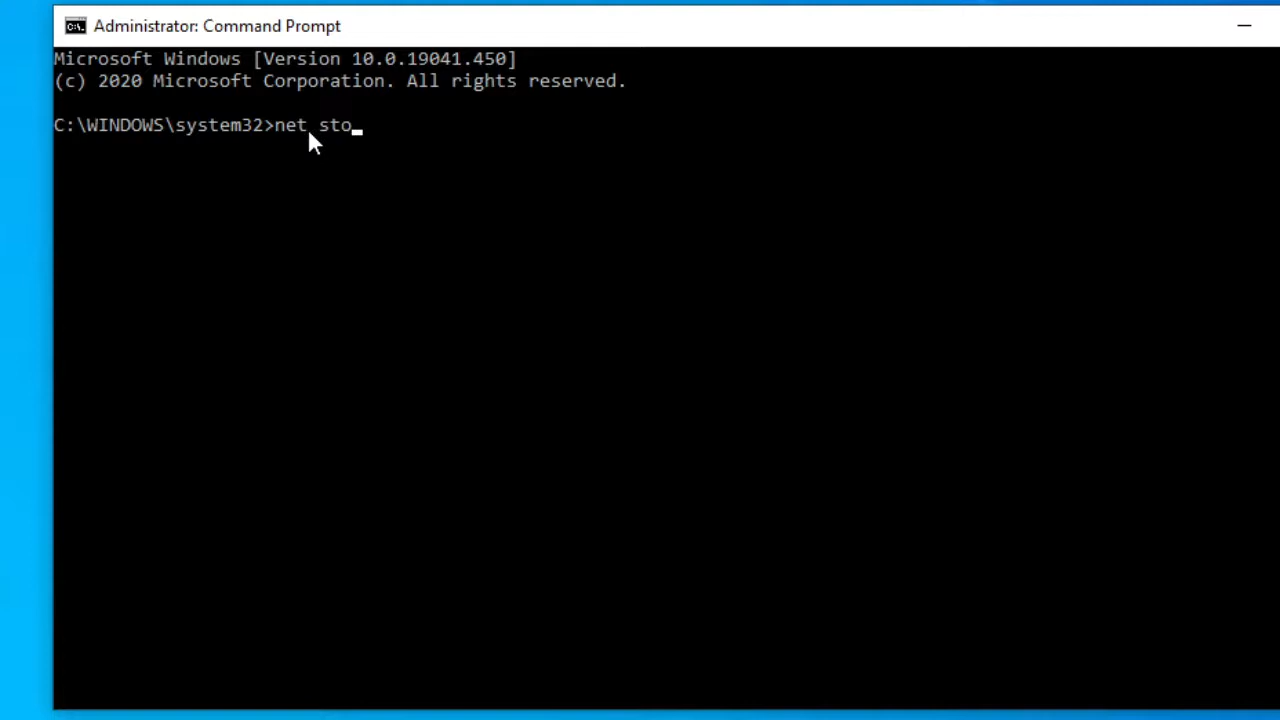 Administrator: Command Prompt
Microsoft Windows [Version 10.0.19041.450]
(c) 2020 Microsoft Corporation. All rights reserved.
C:\WINDOWS\system32>net sto